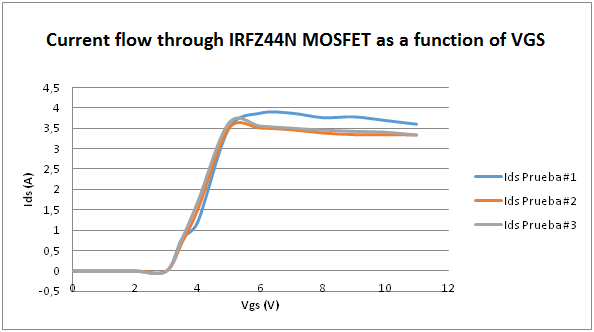 Current flow through IRFZ44N MOSFET as a function of VGS
4,5
4
3,5
3
2,5
2
1,5
1
0,5
0
-0,5
0 2 4 6 8 10 12
Ids (A)
Vgs (V)
Ids Prueba#1
Ids Prueba#2
Ids Prueba#3